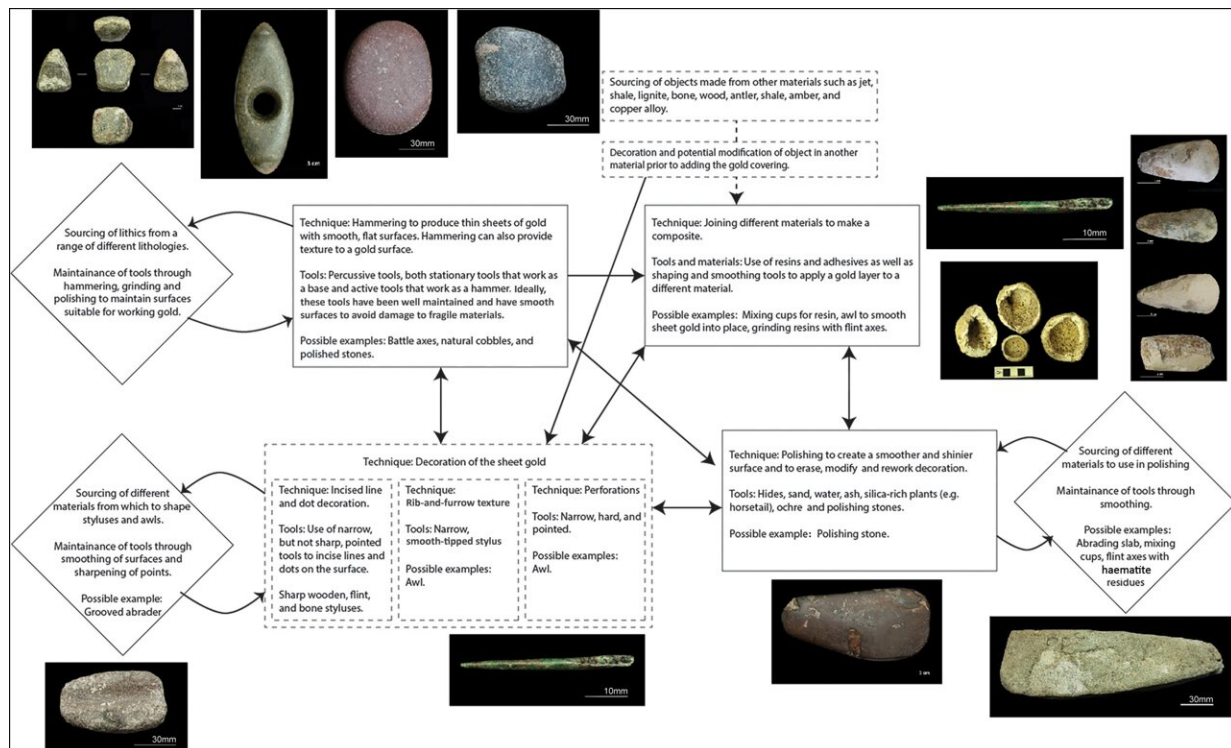 30mm
3 cm
30mm
Sourcing of objects made from other materials such as jet,
shale, lignite, bone, wood, antler, shale, amber, and
copper alloy.
Decoration and potential modification of object in another
material prior to adding the gold covering.
Sourcing of lithics from a
range of different lithologies.
Maintainance of tools through
hammering, grinding and
polishing to maintain surfaces
suitable for working gold.
Technique: Hammering to produce thin sheets of gold
with smooth, flat surfaces. Hammering can also provide
texture to a gold surface.
Tools: Percussive tools, both stationary tools that work as
a base and active tools that work as a hammer. Ideally,
these tools have been well maintained and have smooth
surfaces to avoid damage to fragile materials.
Possible examples: Battle axes, natural cobbles, and
polished stones.
Technique: Joining different materials to make a
composite.
Tools and materials: Use of resins and adhesives as well as
shaping and smoothing tools to apply a gold layer to a
different material.
Possible examples: Mixing cups for resin, awl to smooth
sheet gold into place, grinding resins with flint axes.
10mm
Sourcing of different
materials from which to shape
styluses and awls.
Maintainance of tools through
smoothing of surfaces and
sharpening of points.
Possible example:
Grooved abrader
Technique: Decoration of the sheet gold
Technique: Incised line
and dot decoration.
Tools: Use of narrow,
but not sharp, pointed
tools to incise lines and
dots on the surface.
Sharp wooden, flint,
and bone styluses.
Technique:
Rib-and-furrow texture
Tools: Narrow,
smooth-tipped stylus
Possible examples:
Awl.
Technique: Perforations
Tools: Narrow, hard, and
pointed.
Possible examples:
Awl.
Technique: Polishing to create a smoother and shinier
surface and to erase, modify and rework decoration.
Tools: Hides, sand, water, ash, silica-rich plants (e.g.
horsetail), ochre and polishing stones.
Possible example: Polishing stone.
Sourcing of different
materials to use in polishing
Maintainance of tools through
smoothing.
Possible examples:
Abrading slab, mixing
cups, flint axes with
haematite
residues
30mm
10mm
3 cm
30mm